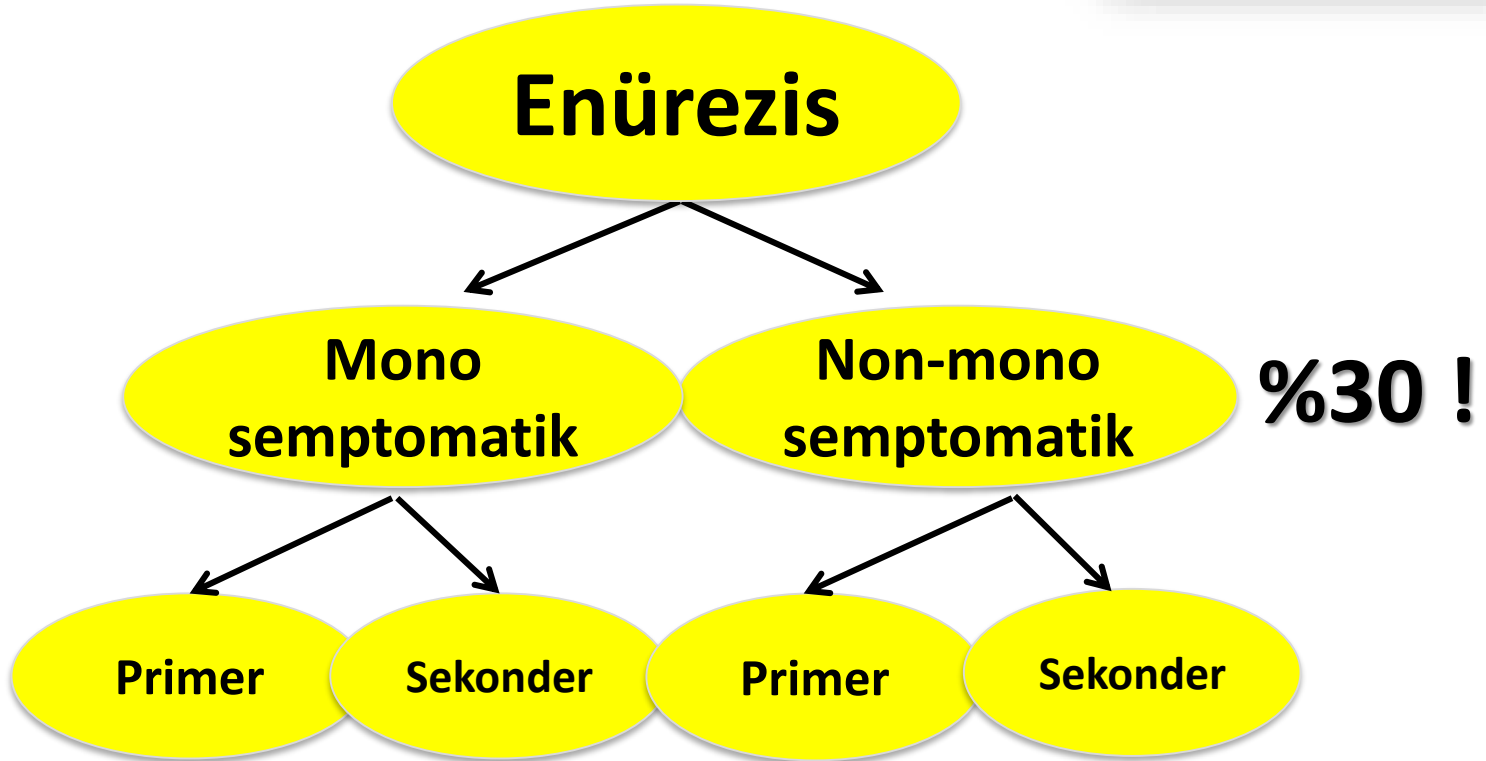 Enürezis
Mono
semptomatik
Non-mono
semptomatik
%30 !
Primer
Sekonder
Primer
Sekonder